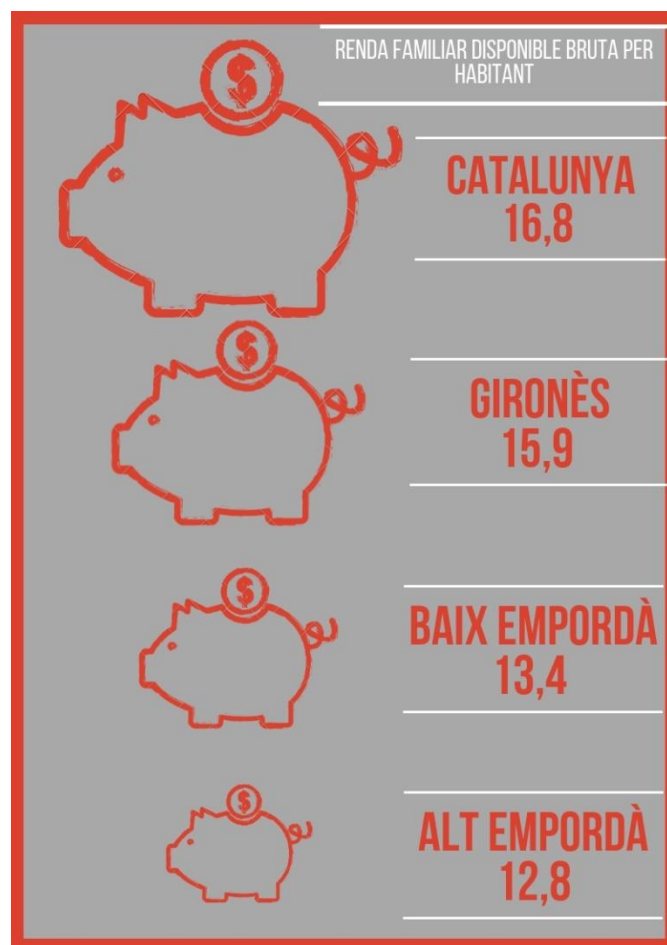 RENDA FAMILIAR DISPONIBLE BRUTA PER
HABITANT
$
CATALUNYA
16,8
$
GIRONÈS
15,9
$
BAIX EMPORDÀ
13,4
$
ALT EMPORDÀ
12,8